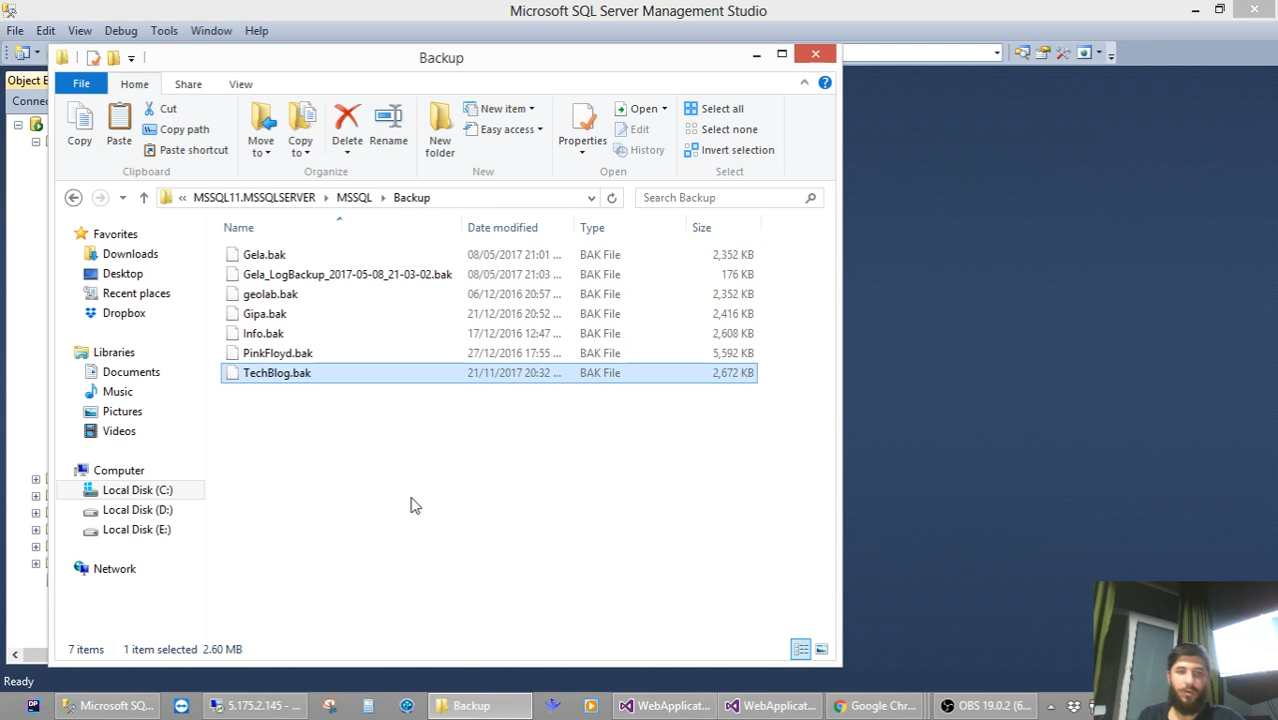 Microsoft SQL Server Management Studio
File Edit View Debug Tools Window Help
Backup
Object E
Connec
File Home Share View
Copy
Paste
Cut
Copy path
Paste shortcut
Clipboard
Move to
Copy to
Delete
Rename
Organize
New folder
New item
Easy access
New
Properties
Open
Edit
History
Open
Select all
Select none
Invert selection
Select
« MSSQL11.MSSQLSERVER MSSQL Backup
Search Backup
Name Date modified Type Size
Gela.bak 08/05/2017 21:01 ... BAK File 2,352 KB
Gela_LogBackup_2017-05-08_21-03-02.bak 08/05/2017 21:03 ... BAK File 176 KB
geolab.bak 06/12/2016 20:57 ... BAK File 2,352 KB
Gipa.bak 21/12/2016 20:52 ... BAK File 2,416 KB
Info.bak 17/12/2016 12:47 ... BAK File 2,608 KB
PinkFloyd.bak 27/12/2016 17:55 ... BAK File 5,592 KB
TechBlog.bak 21/11/2017 20:32 ... BAK File 2,672 KB
Favorites
Downloads
Desktop
Recent places
Dropbox
Libraries
Documents
Music
Pictures
Videos
Computer
Local Disk (C:)
Local Disk (D:)
Local Disk (E:)
Network
7 items 1 item selected 2.60 MB
Ready
DP
Microsoft SQ...
5.175.2.145 - ...
Backup
WebApplicat...
WebApplicat...
Google Chr...
OBS 19.0.2 (6...